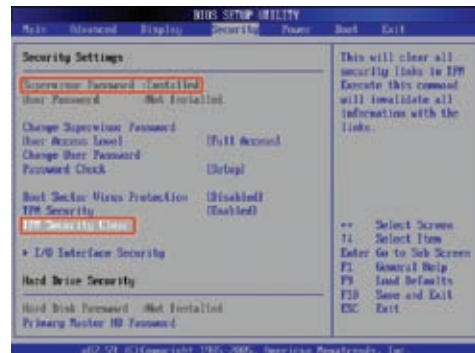 BIOS SETUP UTILITY
Main Advanced Display Security Power Boot Exit
Security Settings
Supervisor Password :Installed
User Password :Not Installed
Change Supervisor Password
User Access Level [Full Access]
Change User Password
Password Check [Setup]
Boot Sector Virus Protection [Disabled]
TPM Security [Enabled]
TPM Security Clear
▸ I/O Interface Security
Hard Drive Security
Hard Disk Password :Not Installed
Primary Master HD Password
This will clear all
security links in TPM
Execute this command
will invalidate all
information with the
links.
↔ Select Screen
↑↓ Select Item
Enter Go to Sub Screen
F1 General Help
F9 Load Defaults
F10 Save and Exit
ESC Exit
v02.59 (C)Copyright 1985-2005, American Megatrends, Inc.